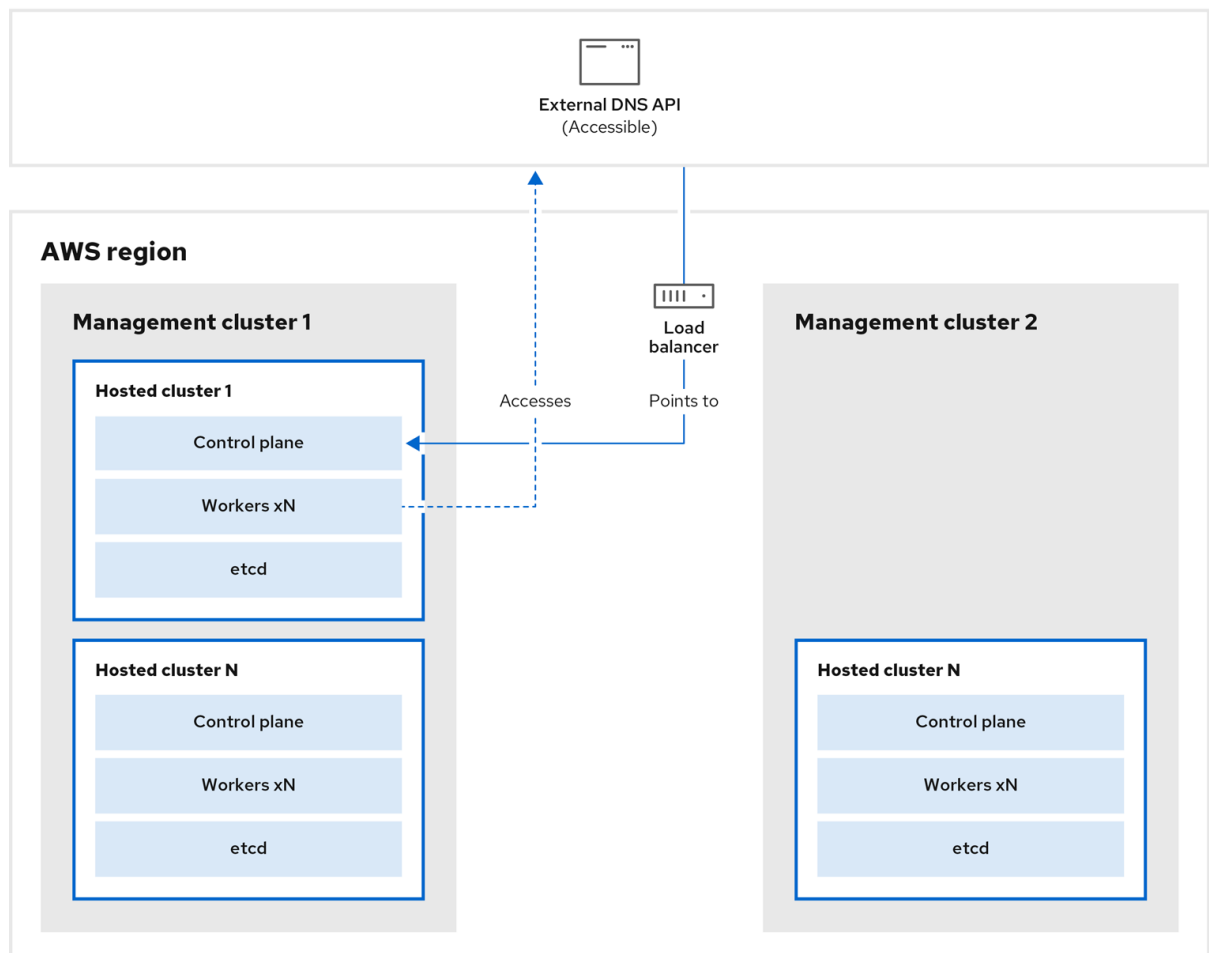 External DNS API
(Accessible)
AWS region
Management cluster 1
Hosted cluster 1
Control plane
Workers xN
etcd
Hosted cluster N
Control plane
Workers xN
etcd
Accesses
Load
balancer
Points to
Management cluster 2
Hosted cluster N
Control plane
Workers xN
etcd